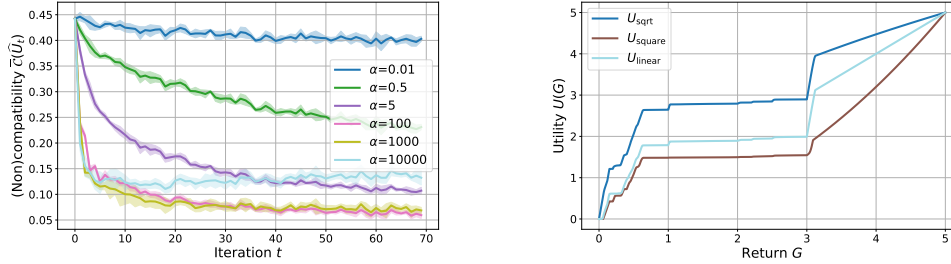 (Non)compatibility c̅(Û_t)
0.45
0.40
0.35
0.30
0.25
0.20
0.15
0.10
0.05
α=0.01
α=0.5
α=5
α=100
α=1000
α=10000
0 10 20 30 40 50 60 70
Iteration t
Utility U(G)
5
4
3
2
1
0
U_sqrt
U_square
U_linear
0 1 2 3 4 5
Return G